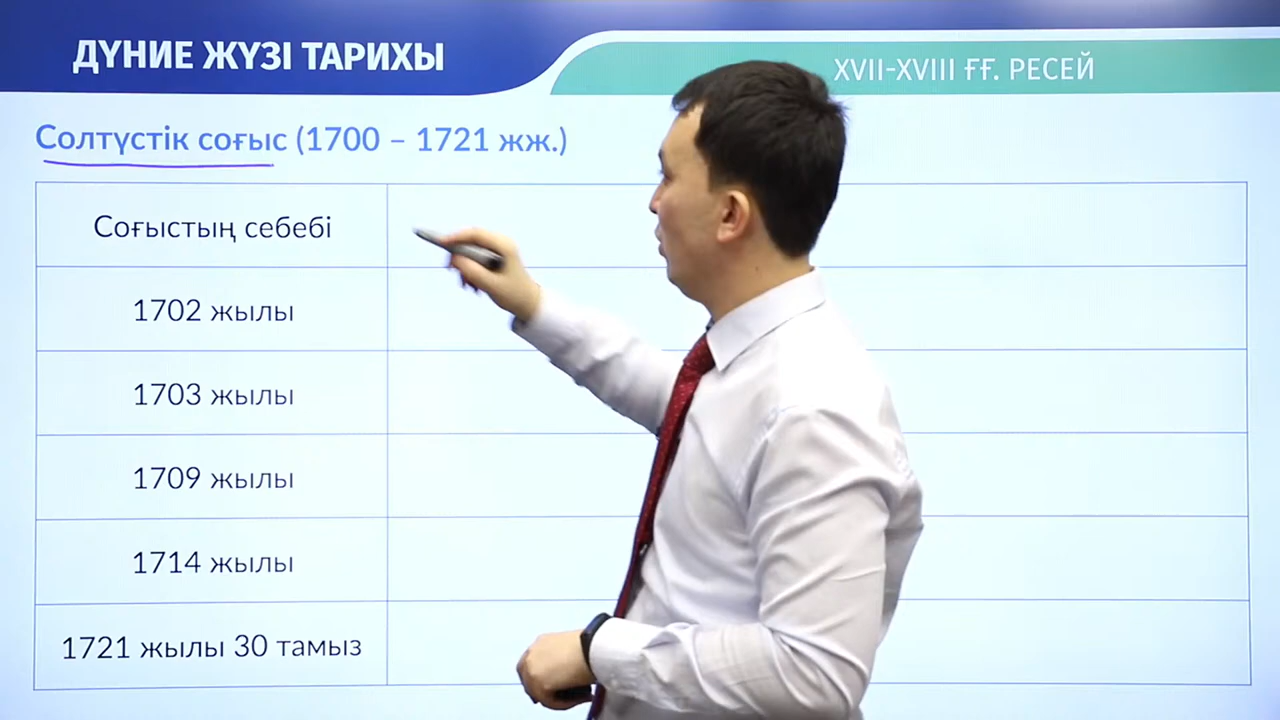 ДҮНИЕ ЖҮЗІ ТАРИХЫ
XVII-XVIII ҒҒ. РЕСЕЙ
Солтүстік соғыс (1700 – 1721 жж.)
Соғыстың себебі
1702 жылы
1703 жылы
1709 жылы
1714 жылы
1721 жылы 30 тамыз